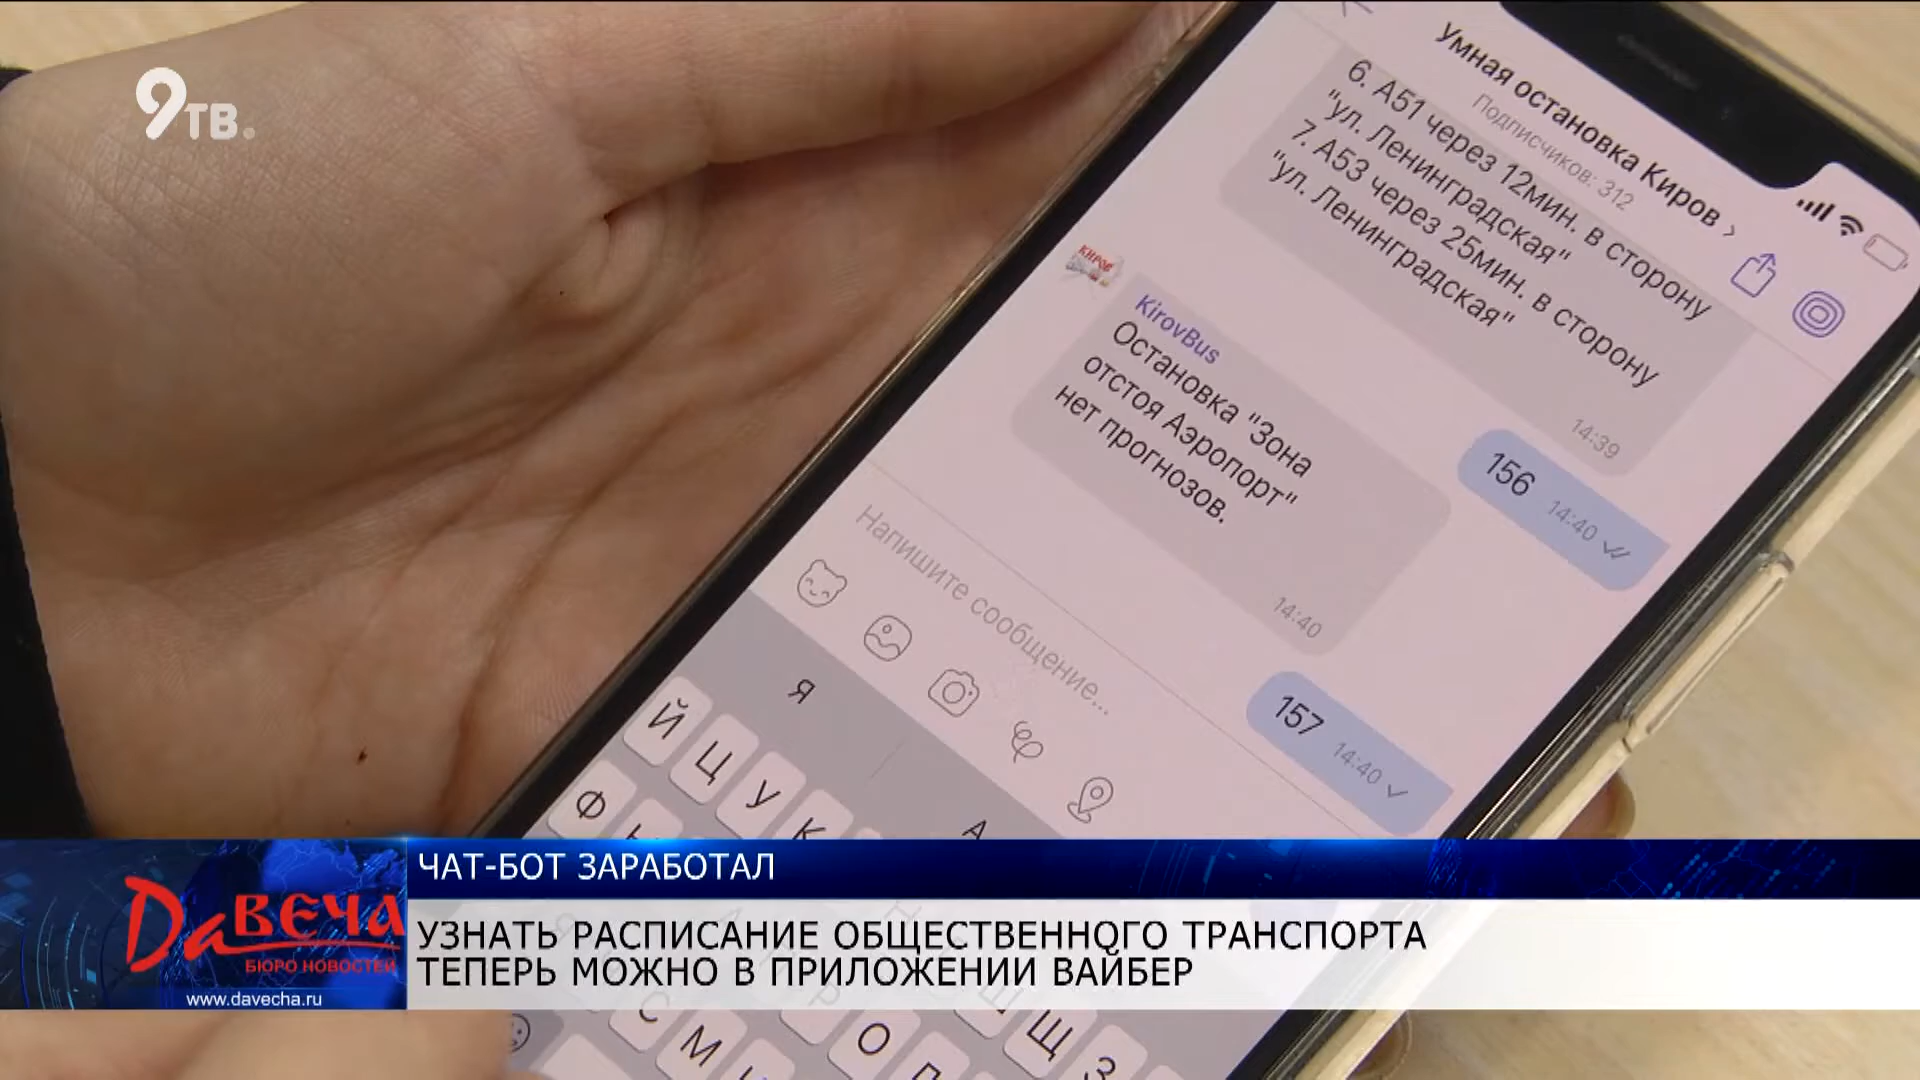 9ТВ.
Умная остановка Киров
Подписчиков: 312
6. А51 через 12мин. в сторону
"ул. Ленинградская"
7. А53 через 25мин. в сторону
"ул. Ленинградская"
14:39
156 14:40
КИРОВ
KirovBus
Остановка "Зона
отстоя Аэропорт"
нет прогнозов.
14:40
157 14:40
Напишите сообщение...
Я
А
Й Ц У К
Ф
ЧАТ-БОТ ЗАРАБОТАЛ
ДаВЕЧА
БЮРО НОВОСТЕЙ
www.davecha.ru
УЗНАТЬ РАСПИСАНИЕ ОБЩЕСТВЕННОГО ТРАНСПОРТА
ТЕПЕРЬ МОЖНО В ПРИЛОЖЕНИИ ВАЙБЕР
С М
О
Щ З